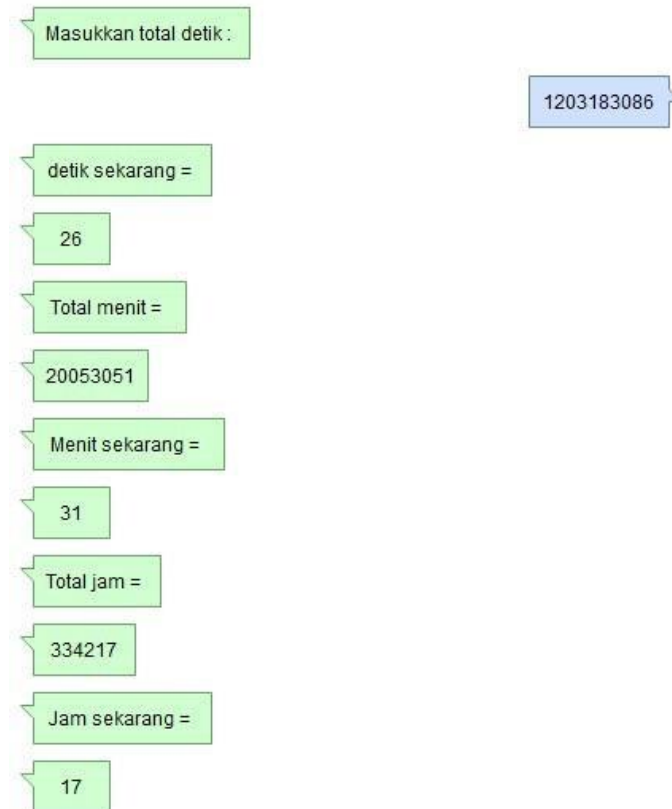 Masukkan total detik :
1203183086
detik sekarang =
26
Total menit =
20053051
Menit sekarang =
31
Total jam =
334217
Jam sekarang =
17